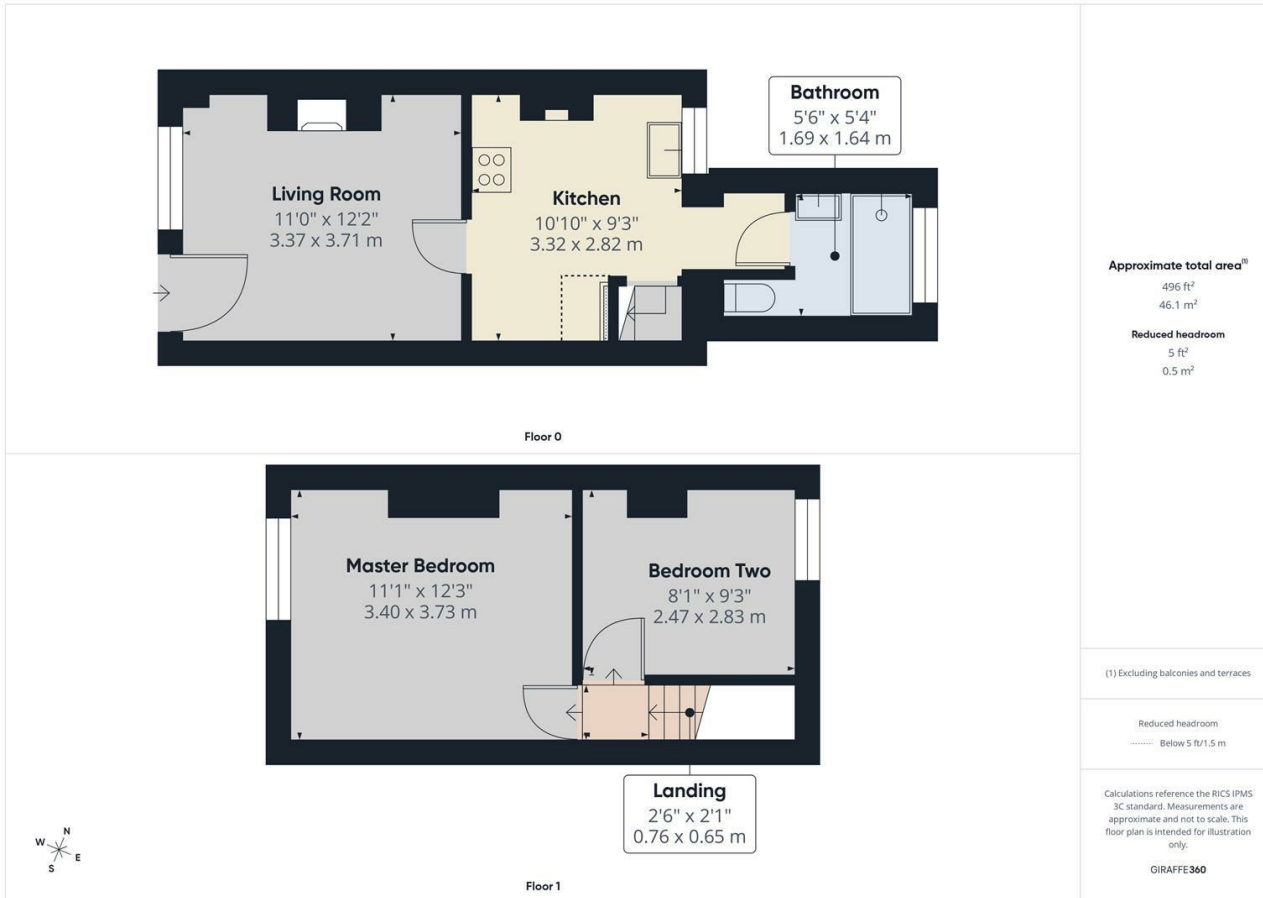 Living Room
11'0" x 12'2"
3.37 x 3.71 m
Kitchen
10'10" x 9'3"
3.32 x 2.82 m
Bathroom
5'6" x 5'4"
1.69 x 1.64 m
Floor 0
Master Bedroom
11'1" x 12'3"
3.40 x 3.73 m
Bedroom Two
8'1" x 9'3"
2.47 x 2.83 m
Landing
2'6" x 2'1"
0.76 x 0.65 m
N
W
E
S
Floor 1
Approximate total area(1)
496 ft²
46.1 m²
Reduced headroom
5 ft²
0.5 m²
(1) Excluding balconies and terraces
Reduced headroom
Below 5 ft/1.5 m
Calculations reference the RICS IPMS
3C standard. Measurements are
approximate and not to scale. This
floor plan is intended for illustration
only.
GIRAFFE360